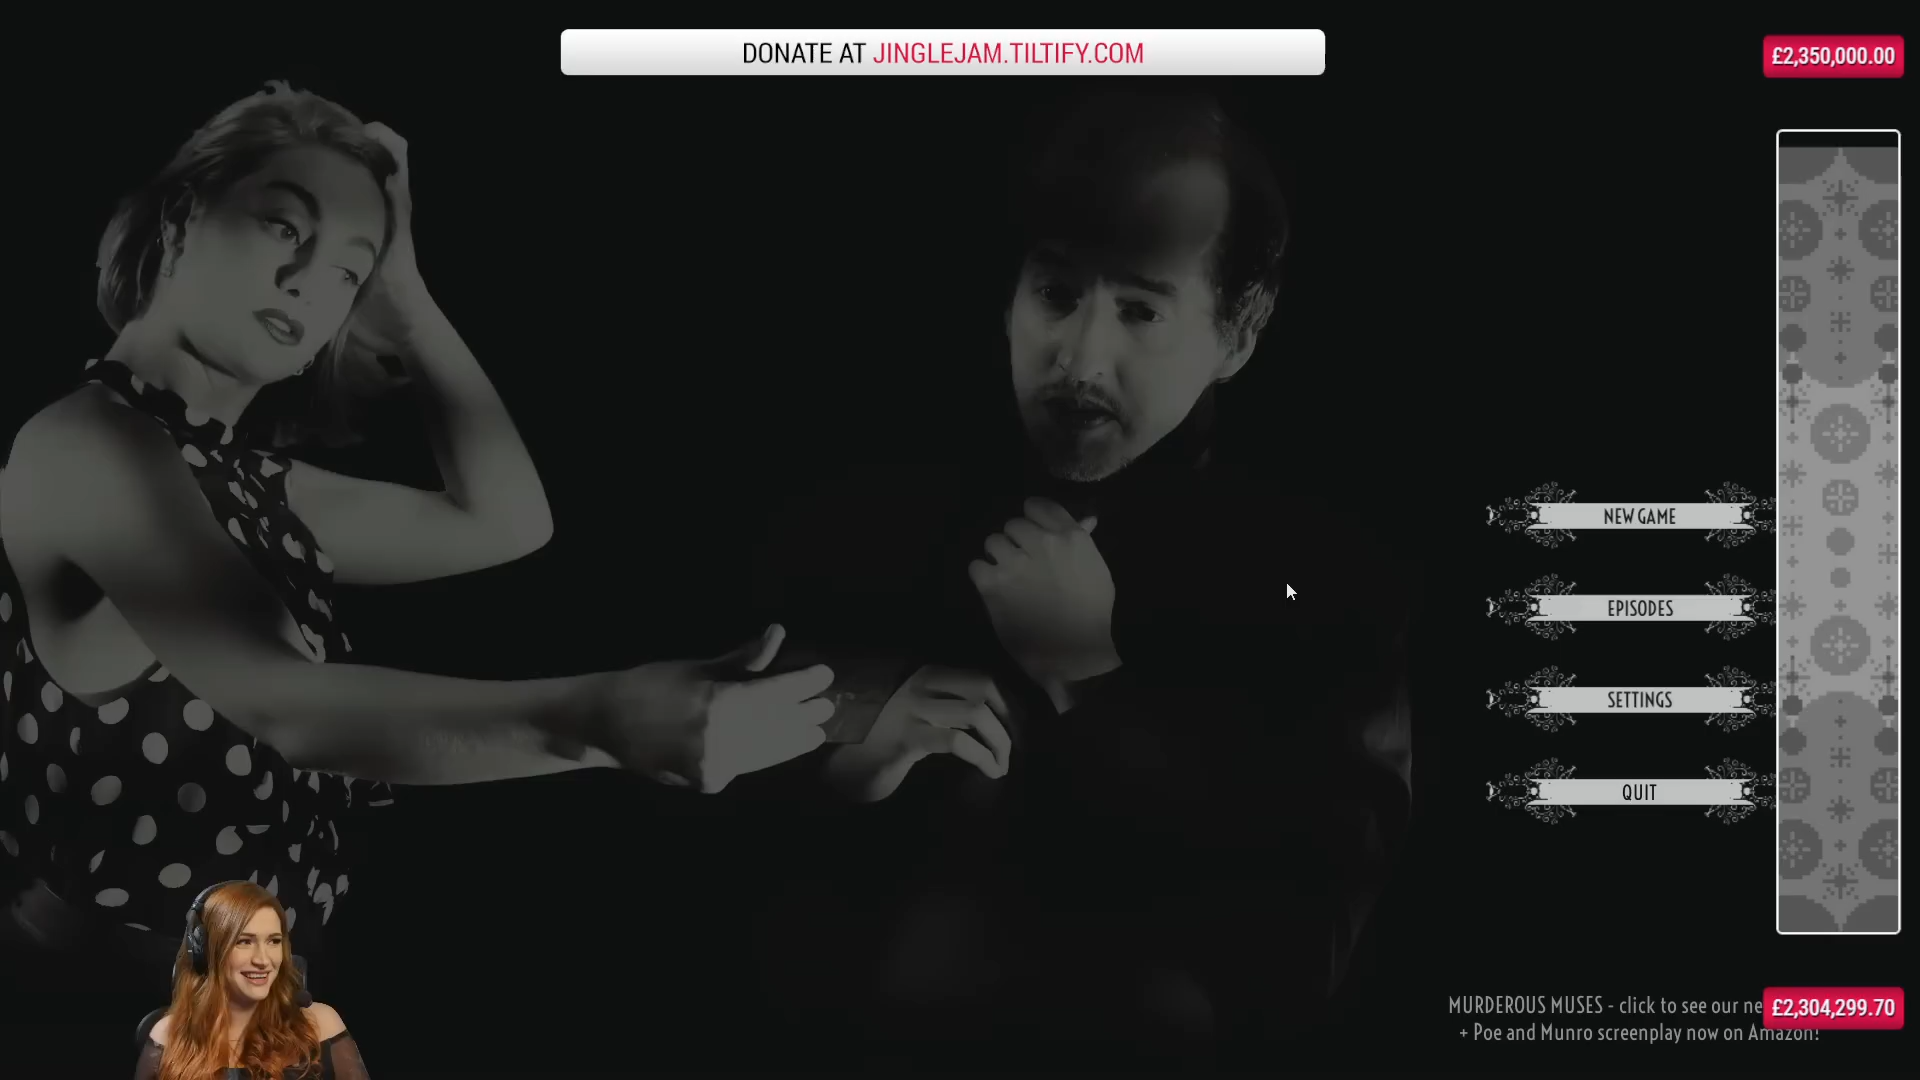 DONATE AT JINGLEJAM.TILTIFY.COM
£2,350,000.00
NEW GAME
EPISODES
SETTINGS
QUIT
MURDEROUS MUSES - click to see our
£2,304,299.70
+ Poe and Munro screenplay now on Amazon!